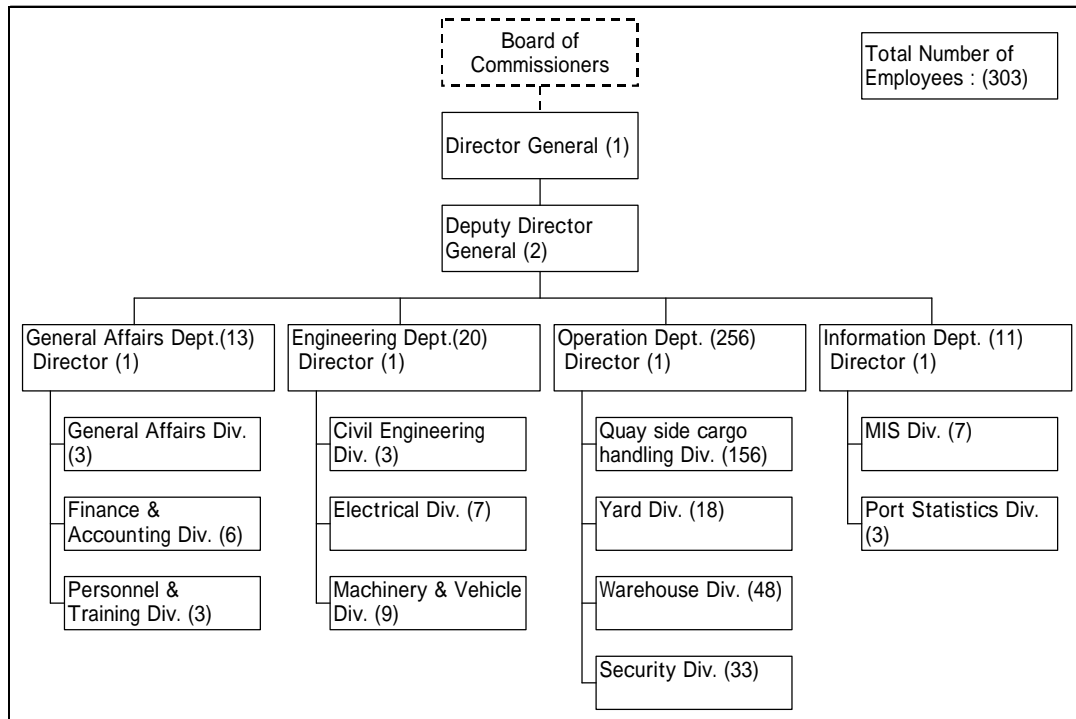 Board of
Commissioners
Total Number of
Employees : (303)
Director General (1)
Deputy Director
General (2)
General Affairs Dept.(13)
Director (1)
Engineering Dept.(20)
Director (1)
Operation Dept. (256)
Director (1)
Information Dept. (11)
Director (1)
General Affairs Div.
(3)
Finance &
Accounting Div. (6)
Personnel &
Training Div. (3)
Civil Engineering
Div. (3)
Electrical Div. (7)
Machinery & Vehicle
Div. (9)
Quay side cargo
handling Div. (156)
Yard Div. (18)
Warehouse Div. (48)
Security Div. (33)
MIS Div. (7)
Port Statistics Div.
(3)